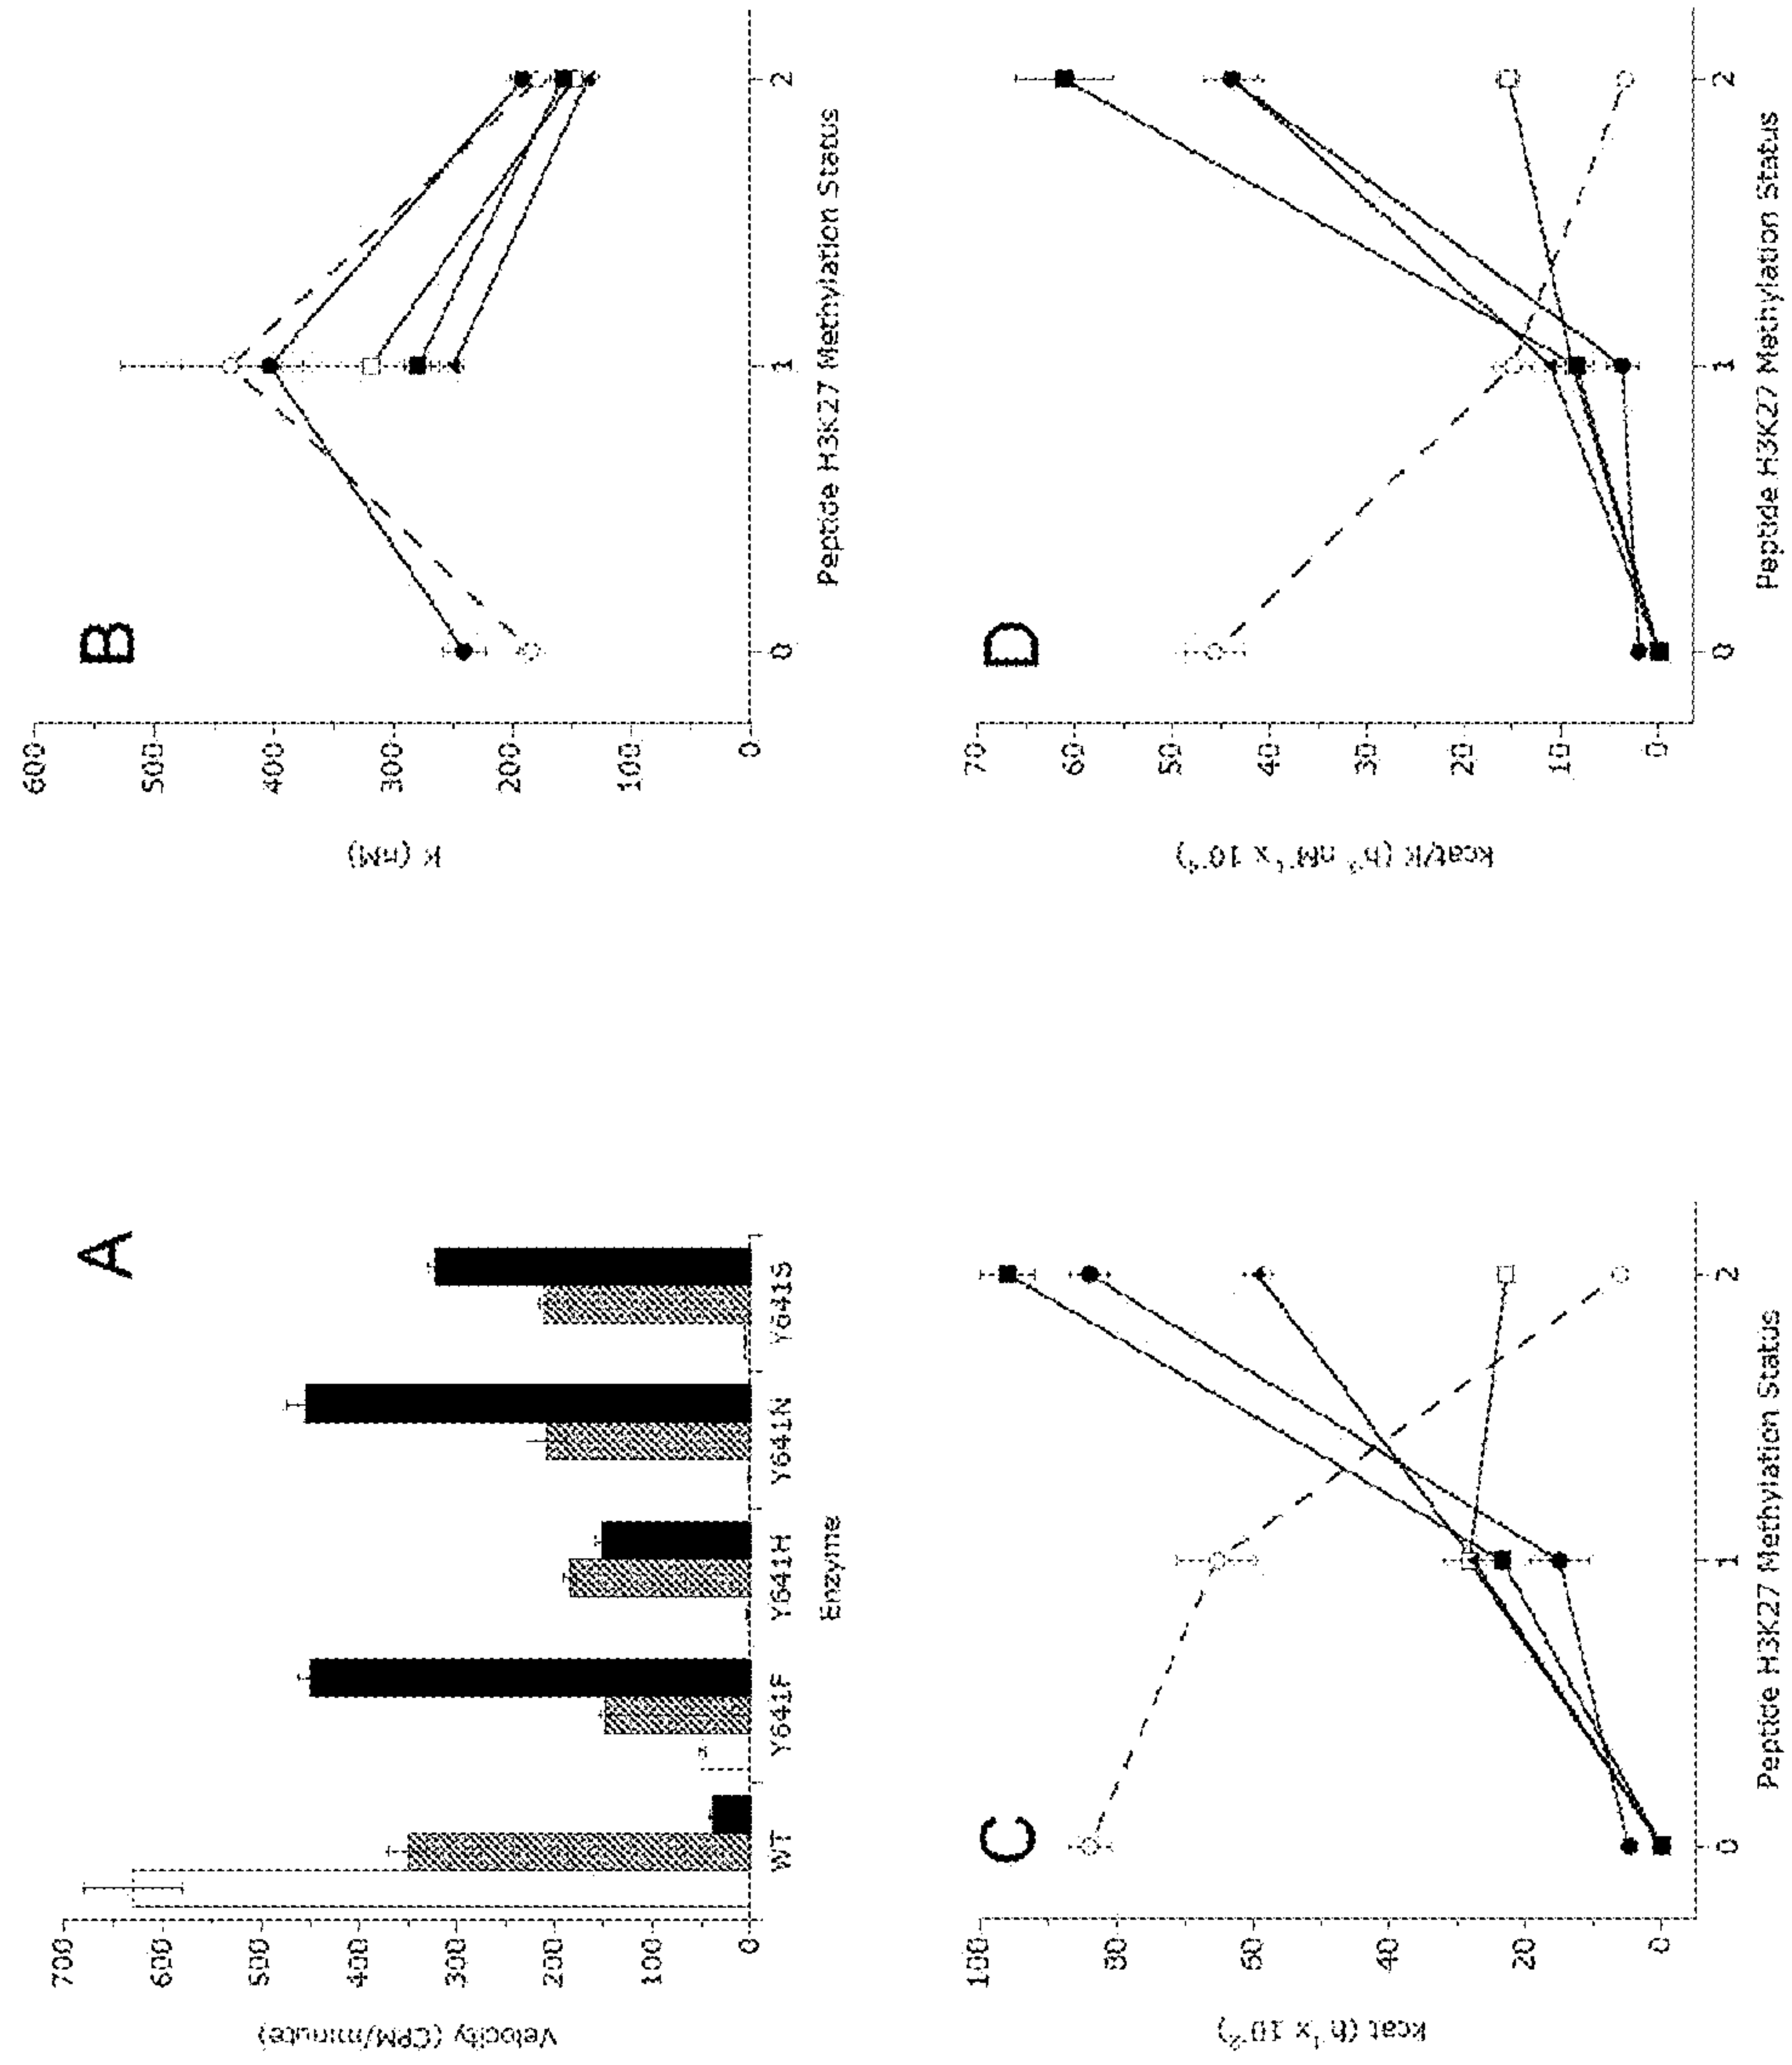 A
700
600
500
400
300
200
100
0
Velocity (CPM/minute)
WT
Y641F
Y641H
Y641N
Y641S
Enzyme
B
600
500
400
300
200
100
0
K (nM)
0
1
2
Peptide H3K27 Methylation Status
C
100
80
60
40
20
0
0
1
2
Peptide H3K27 Methylation Status
D
70
60
50
40
30
20
10
0
0
1
2
Peptide H3K27 Methylation Status